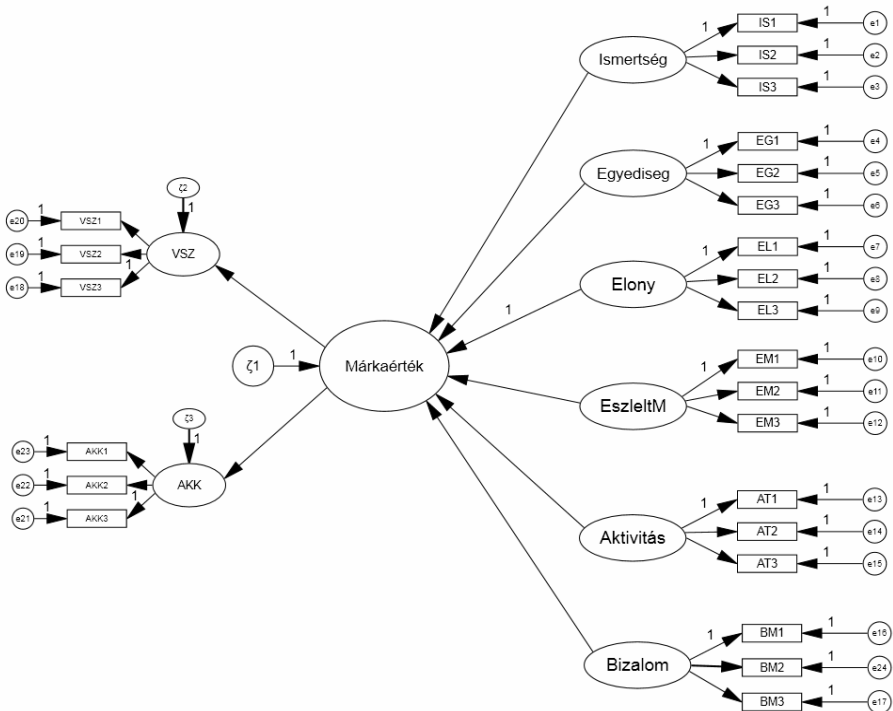 1 IS1 1 e1
Ismertség IS2 1 e2
IS3 1 e3
1 EG1 1 e4
Egyediseg EG2 1 e5
EG3 1 e6
ζ2
1
e20 1 VSZ1
e19 1 VSZ2 VSZ
e18 1 VSZ3 1
1 EL1 1 e7
1 Elony EL2 1 e8
EL3 1 e9
ζ1 1 Márkaérték
1 EM1 1 e10
EszleltM EM2 1 e11
EM3 1 e12
ζ3
1
e23 1 AKK1
e22 1 AKK2 AKK
e21 1 AKK3 1
1 AT1 1 e13
Aktivitás AT2 1 e14
AT3 1 e15
1 BM1 1 e16
Bizalom BM2 1 e24
BM3 1 e17